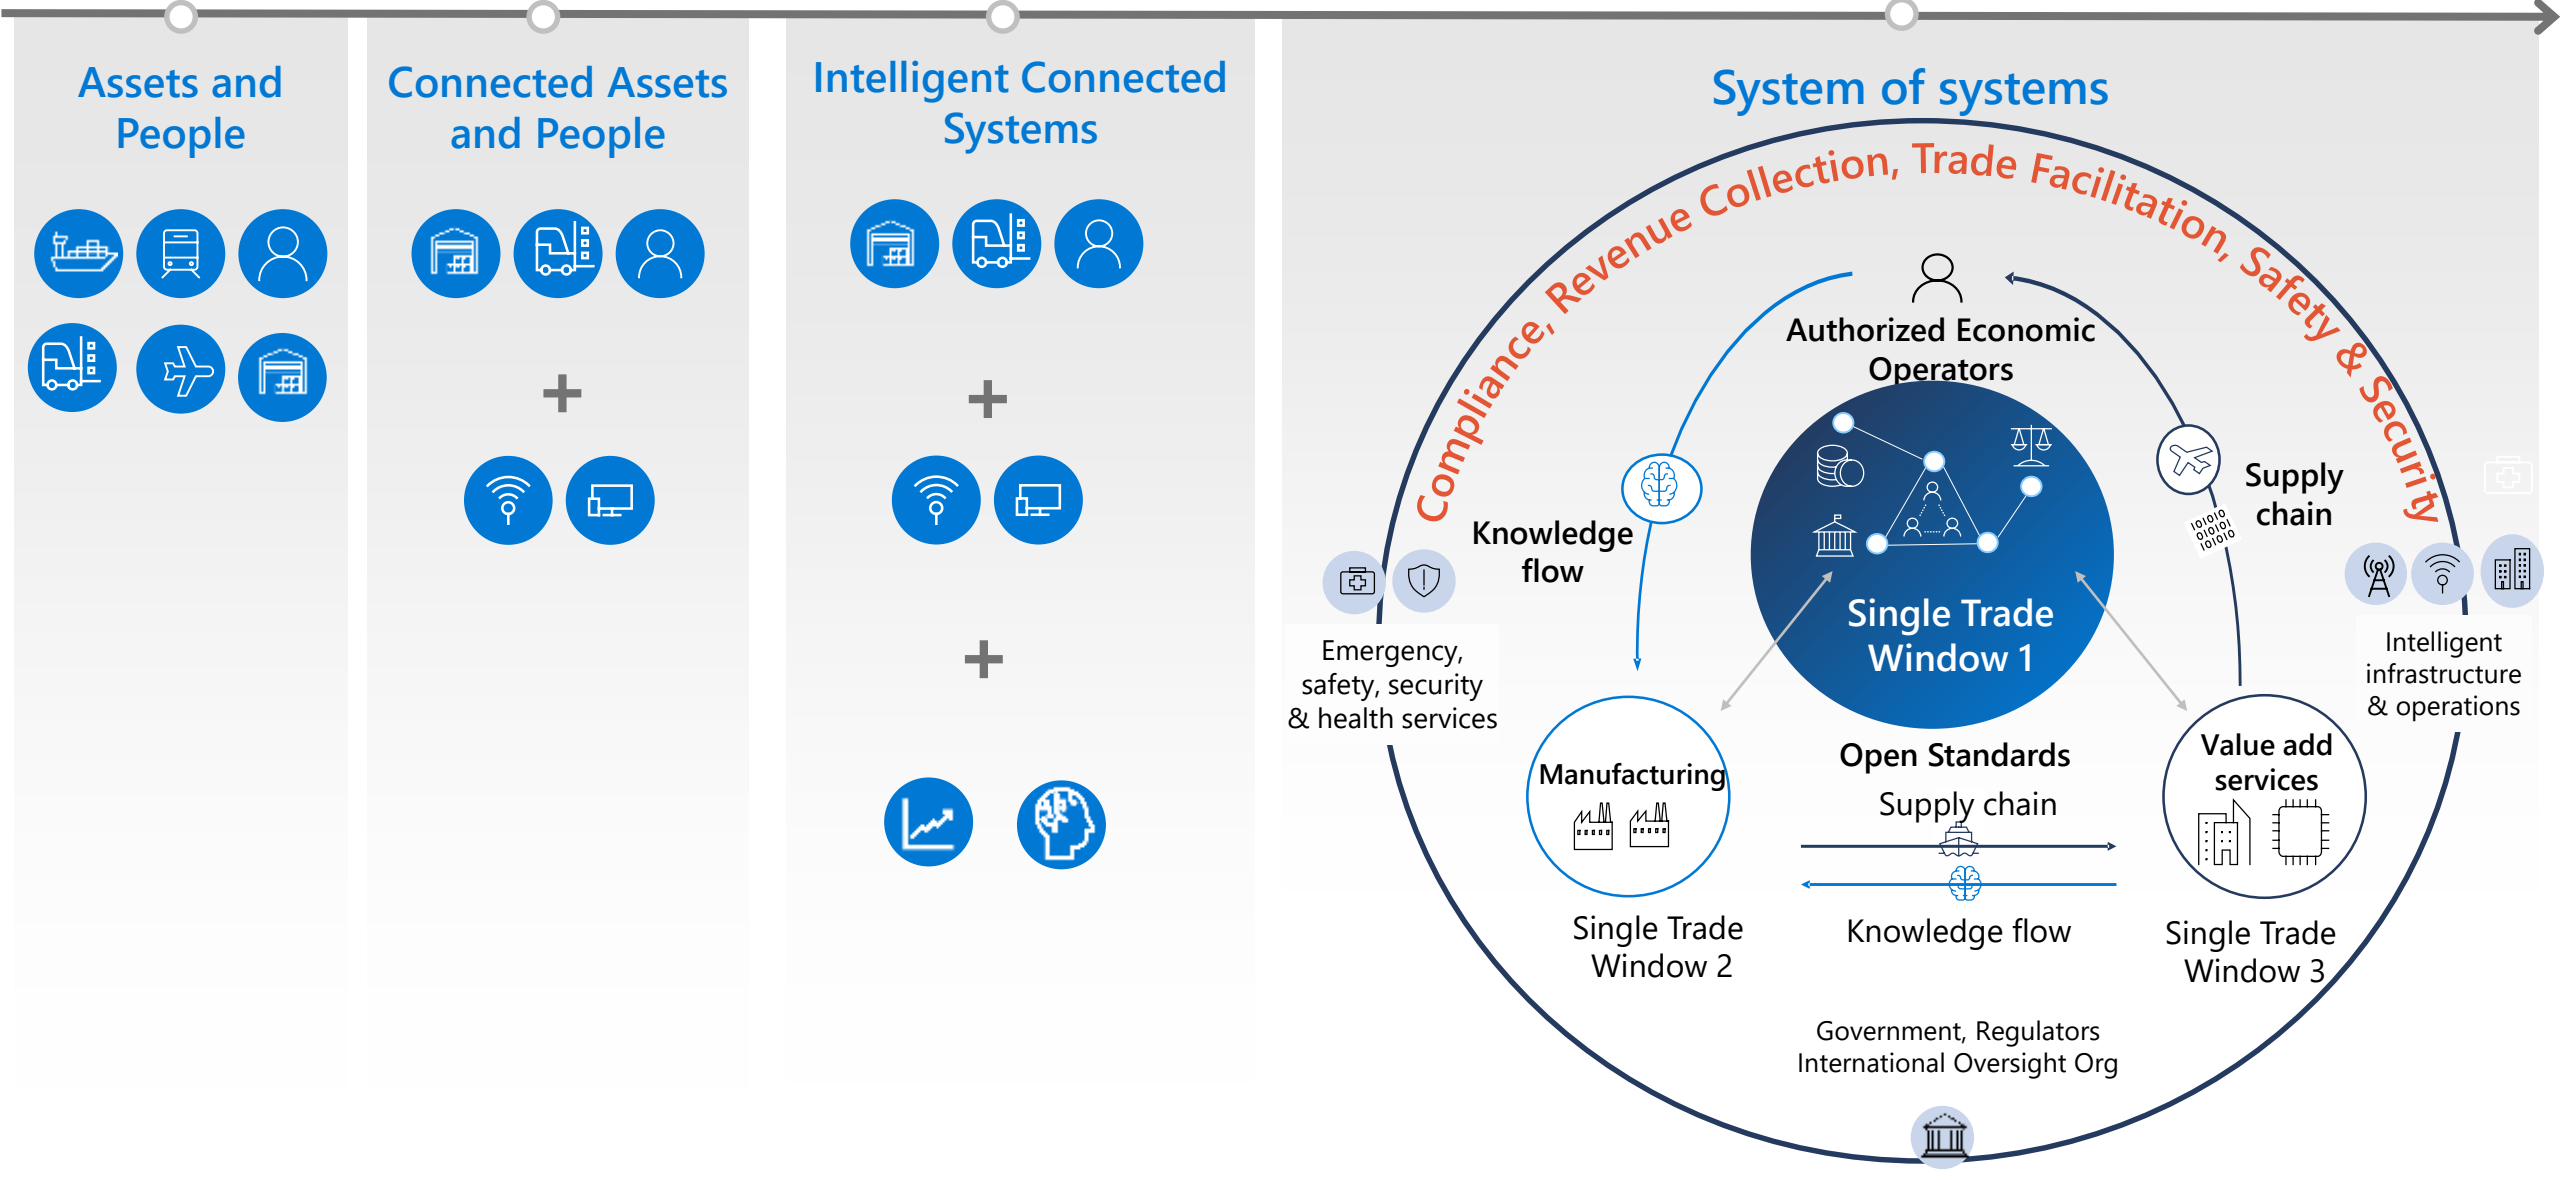 Assets and
People
Connected Assets
and People
Intelligent Connected
Systems
System of systems
Compliance, Revenue Collection, Trade Facilitation, Safety & Security
Authorized Economic
Operators
Knowledge
flow
Supply
chain
101010
010101
101010
Single Trade
Window 1
Emergency,
safety, security
& health services
Intelligent
infrastructure
& operations
Manufacturing
Open Standards
Supply chain
Value add
services
Knowledge flow
Single Trade
Window 2
Single Trade
Window 3
Government, Regulators
International Oversight Org